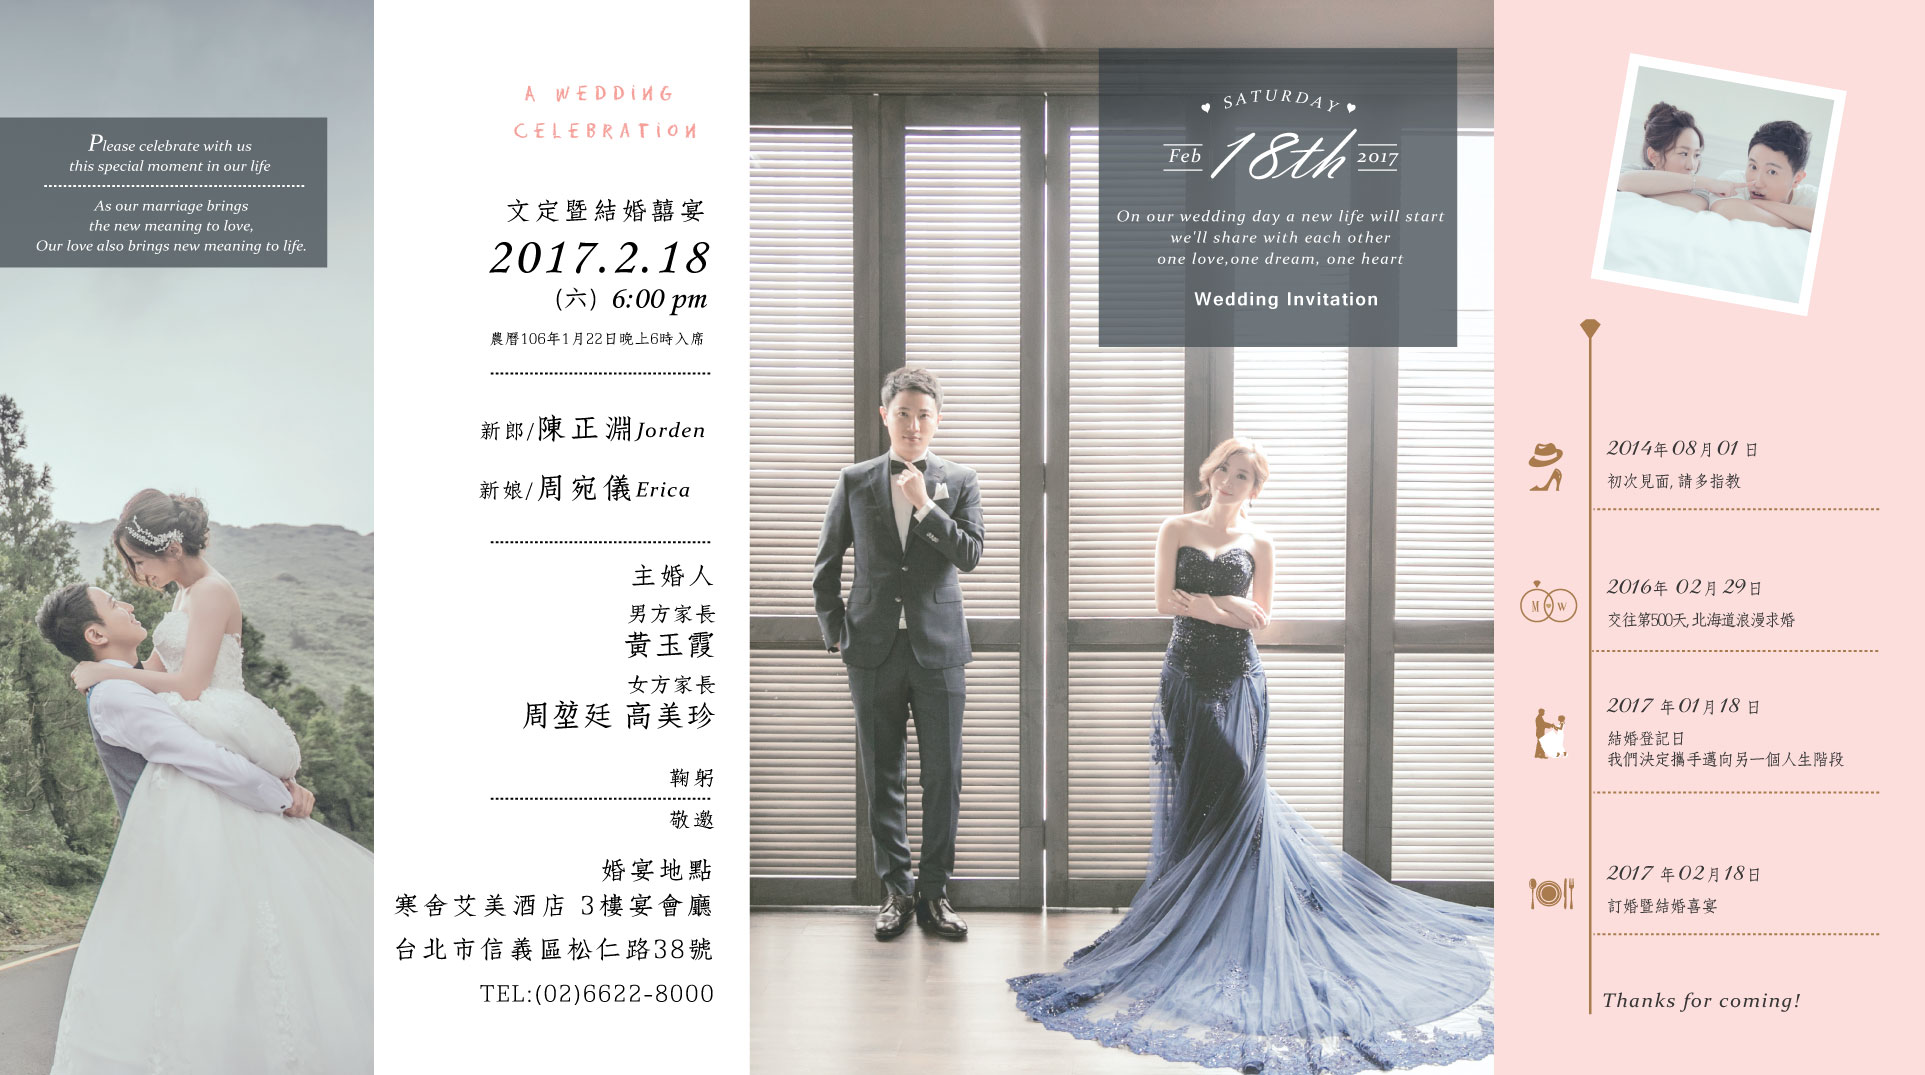 Please celebrate with us
this special moment in our life
As our marriage brings
the new meaning to love,
Our love also brings new meaning to life.
A WEDDING
CELEBRATION
文定暨結婚囍宴
2017.2.18
(六) 6:00 pm
農曆106年1月22日晚上6時入席
新郎/陳正淵Jorden
新娘/周宛儀Erica
主婚人
男方家長
黃玉霞
女方家長
周堃廷 高美珍
鞠躬
敬邀
婚宴地點
寒舍艾美酒店 3樓宴會廳
台北市信義區松仁路38號
TEL:(02)6622-8000
SATURDAY
Feb 18th 2017
On our wedding day a new life will start
we'll share with each other
one love,one dream, one heart
Wedding Invitation
2014年08月01日
初次見面, 請多指教
M W
2016年 02月29日
交往第500天, 北海道浪漫求婚
2017 年01月18 日
結婚登記日
我們決定攜手邁向另一個人生階段
2017 年02月18日
訂婚暨結婚喜宴
Thanks for coming!